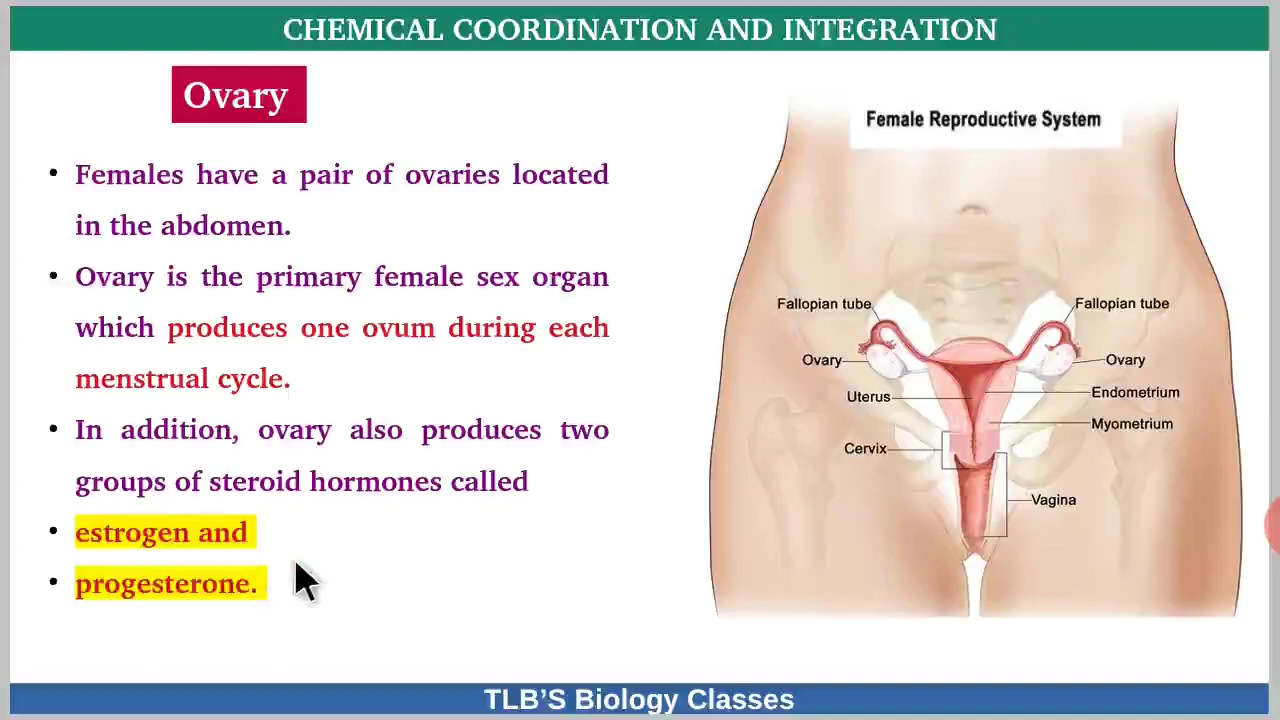 CHEMICAL COORDINATION AND INTEGRATION
Ovary
• Females have a pair of ovaries located
in the abdomen.
• Ovary is the primary female sex organ
which produces one ovum during each
menstrual cycle.
• In addition, ovary also produces two
groups of steroid hormones called
• estrogen and
• progesterone.
Female Reproductive System
Fallopian tube
Fallopian tube
Ovary
Ovary
Uterus
Endometrium
Myometrium
Cervix
Vagina
TLB’S Biology Classes